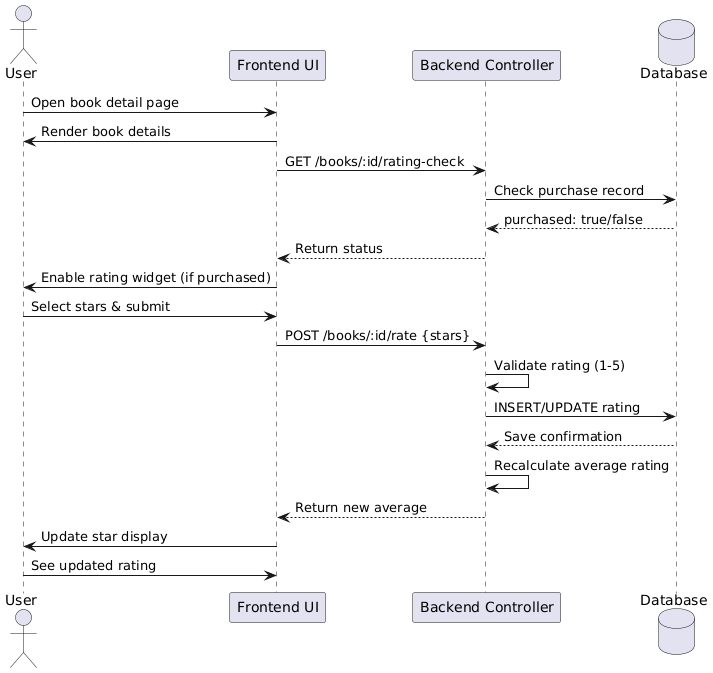 User
Frontend UI
Backend Controller
Database
Open book detail page
Render book details
GET /books/:id/rating-check
Check purchase record
purchased: true/false
Return status
Enable rating widget (if purchased)
Select stars & submit
POST /books/:id/rate {stars}
Validate rating (1-5)
INSERT/UPDATE rating
Save confirmation
Recalculate average rating
Return new average
Update star display
See updated rating
User
Frontend UI
Backend Controller
Database